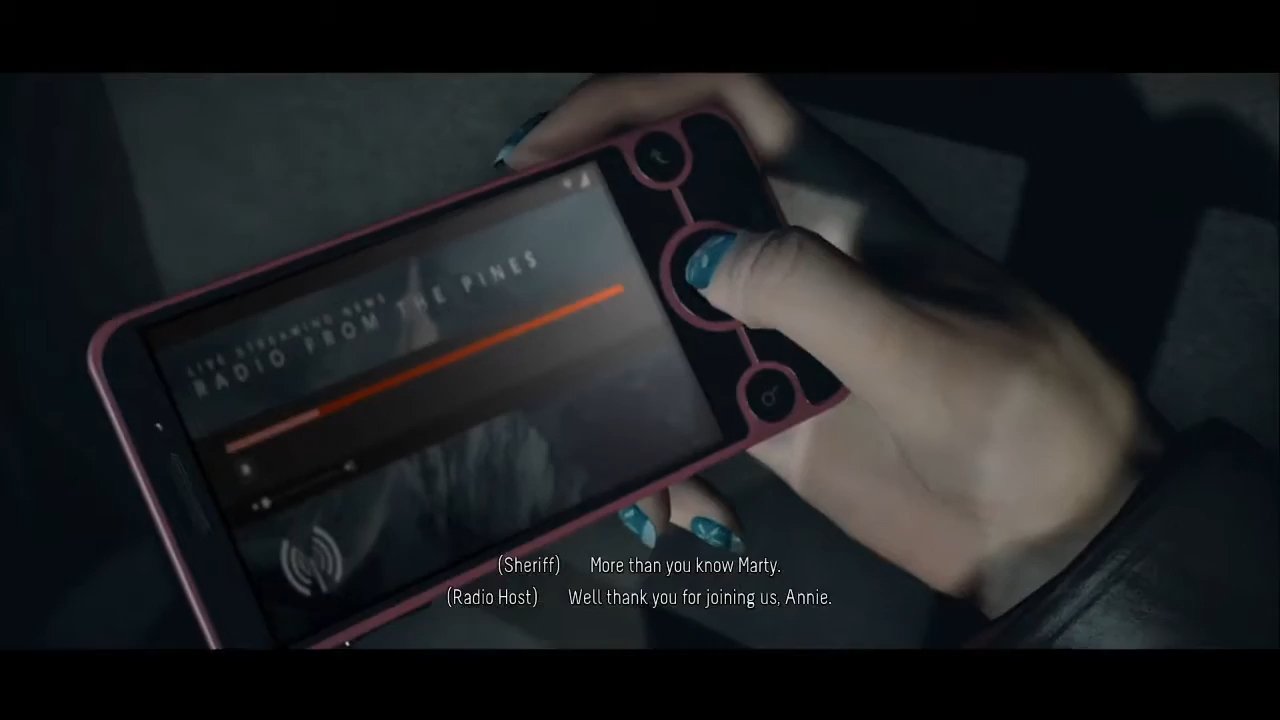 LIVE STREAMING NEWS
RADIO FROM THE PINES
(Sheriff) More than you know Marty.
(Radio Host) Well thank you for joining us, Annie.